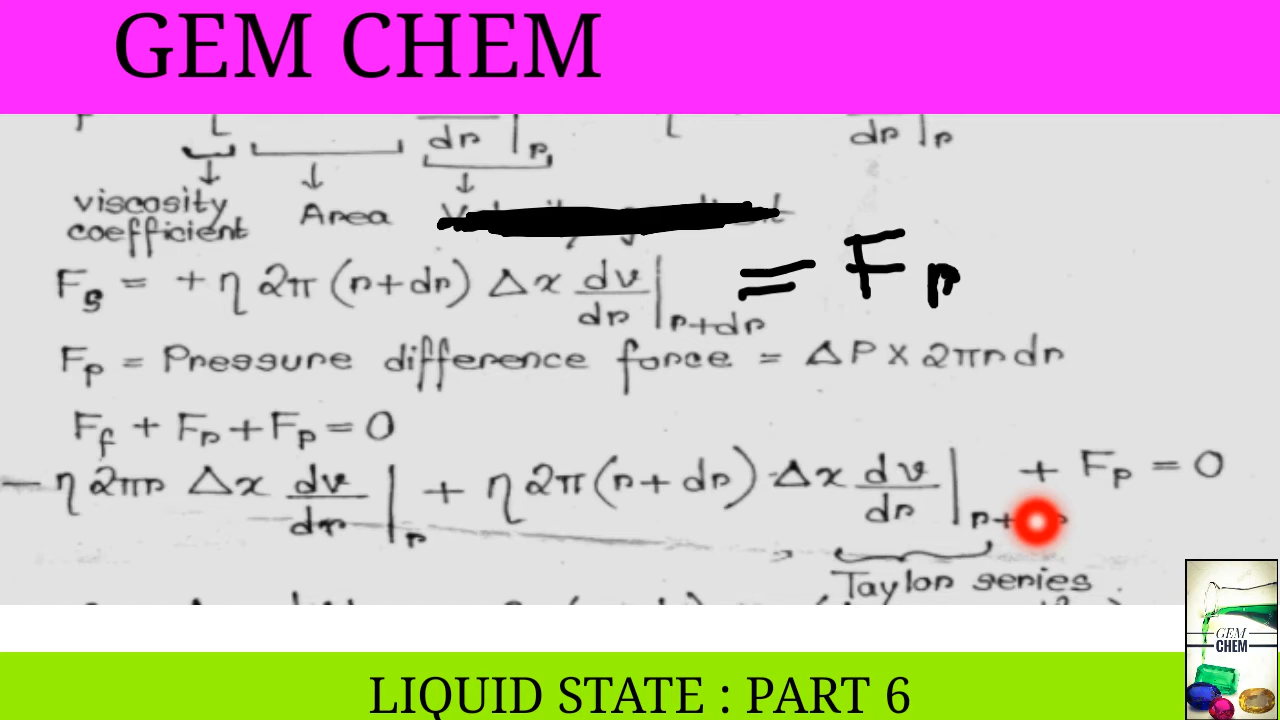 GEM CHEM
dr |r dr |r
viscosity coefficient Area
Fs = + η 2π (r+dr) Δx dv/dr |r+dr = Fr
Fp = Pressure difference force = ΔP X 2πr dr
Ff + Fr + Fp = 0
− η 2πr Δx dv/dr |r + η 2π (r+dr) Δx dv/dr |r+ + Fp = 0
Taylor series
GEM
CHEM
LIQUID STATE : PART 6